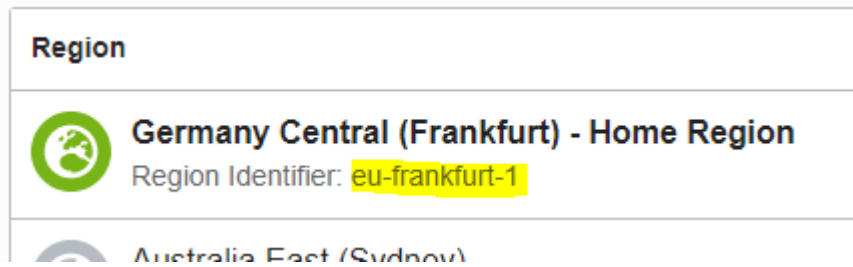 Region
Germany Central (Frankfurt) - Home Region
Region Identifier: eu-frankfurt-1
Australia East (Sydney)